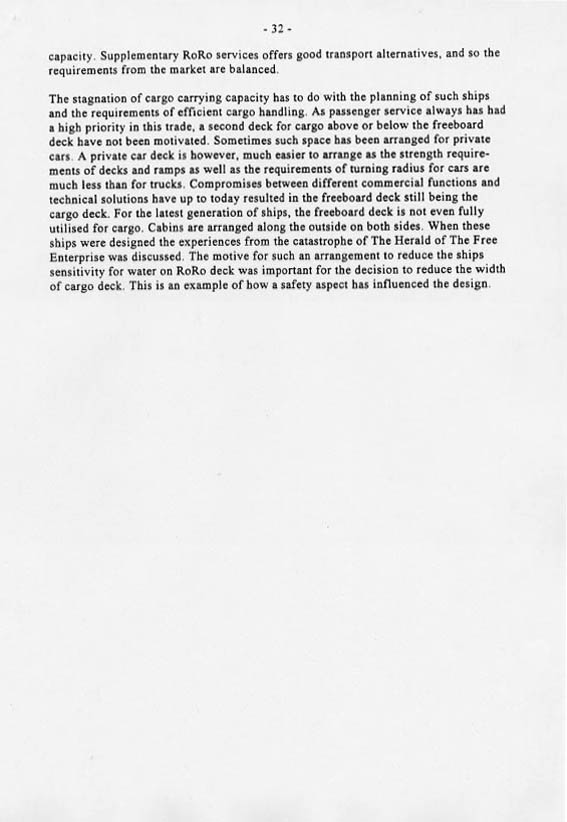 - 32 -
capacity. Supplementary RoRo services offers good transport alternatives, and so the
requirements from the market are balanced.
The stagnation of cargo carrying capacity has to do with the planning of such ships
and the requirements of efficient cargo handling. As passenger service always has had
a high priority in this trade, a second deck for cargo above or below the freeboard
deck have not been motivated. Sometimes such space has been arranged for private
cars. A private car deck is however, much easier to arrange as the strength require-
ments of decks and ramps as well as the requirements of turning radius for cars are
much less than for trucks. Compromises between different commercial functions and
technical solutions have up to today resulted in the freeboard deck still being the
cargo deck. For the latest generation of ships, the freeboard deck is not even fully
utilised for cargo. Cabins are arranged along the outside on both sides. When these
ships were designed the experiences from the catastrophe of The Herald of The Free
Enterprise was discussed. The motive for such an arrangement to reduce the ships
sensitivity for water on RoRo deck was important for the decision to reduce the width
of cargo deck. This is an example of how a safety aspect has influenced the design.